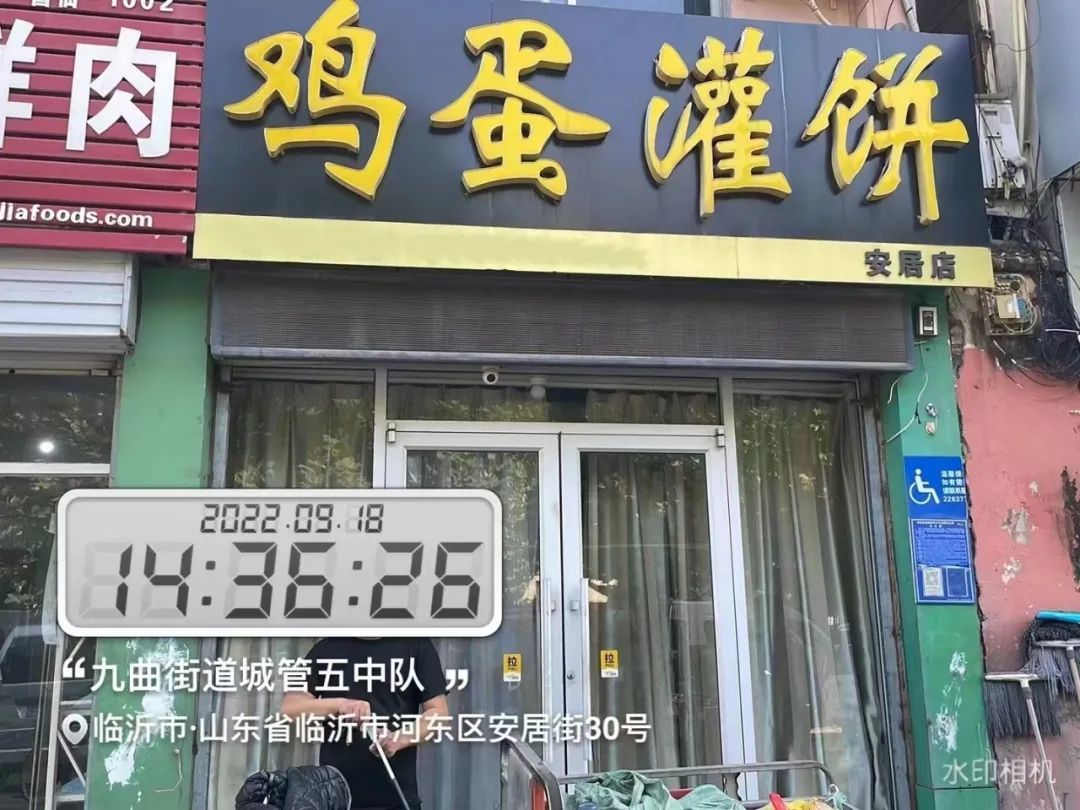 鲜肉
jiafoods.com
鸡蛋灌饼
安居店
2022.09.18
14:36:26
“九曲街道城管五中队”
临沂市·山东省临沂市河东区安居街30号
拉
拉
水印相机